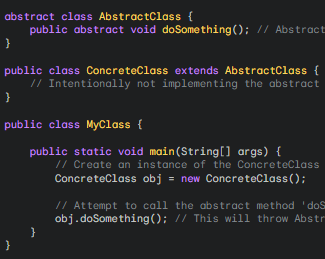 abstract class AbstractClass {
public abstract void doSomething(); // Abstract
}
public class ConcreteClass extends AbstractClass {
// Intentionally not implementing the abstract
}
public class MyClass {
public static void main(String[] args) {
// Create an instance of the ConcreteClass
ConcreteClass obj = new ConcreteClass();
// Attempt to call the abstract method 'doS
obj.doSomething(); // This will throw Abstr
}
}